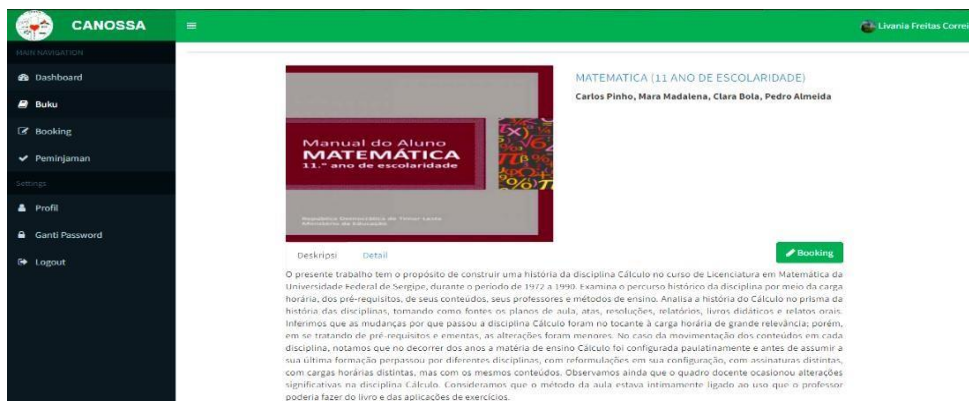 CANOSSA
Livania Freitas Correi
MAIN NAVIGATION
Dashboard
Buku
Booking
Peminjaman
Settings
Profil
Ganti Password
Logout
MATEMATICA (11 ANO DE ESCOLARIDADE)
Carlos Pinho, Mara Madalena, Clara Bola, Pedro Almeida
Manual do Aluno
MATEMÁTICA
11.º ano de escolaridade
República Democrática de Timor-Leste
Ministério da Educação
Deskripsi Detail
Booking
O presente trabalho tem o propósito de construir uma história da disciplina Cálculo no curso de Licenciatura em Matemática da
Universidade Federal de Sergipe, durante o período de 1972 a 1990. Examina o percurso histórico da disciplina por meio da carga
horária, dos pré-requisitos, de seus conteúdos, seus professores e métodos de ensino. Analisa a história do Cálculo no prisma da
história das disciplinas, tomando como fontes os planos de aula, atas, resoluções, relatórios, livros didáticos e relatos orais.
Inferimos que as mudanças por que passou a disciplina Cálculo foram no tocante à carga horária de grande relevância; porém,
em se tratando de pré-requisitos e ementas, as alterações foram menores. No caso da movimentação dos conteúdos em cada
disciplina, notamos que no decorrer dos anos a matéria de ensino Cálculo foi configurada paulatinamente e antes de assumir a
sua última formação perpassou por diferentes disciplinas, com reformulações em sua configuração, com assinaturas distintas,
com cargas horárias distintas, mas com os mesmos conteúdos. Observamos ainda que o quadro docente ocasionou alterações
significativas na disciplina Cálculo. Consideramos que o método da aula estava intimamente ligado ao uso que o professor
poderia fazer do livro e das aplicações de exercícios.